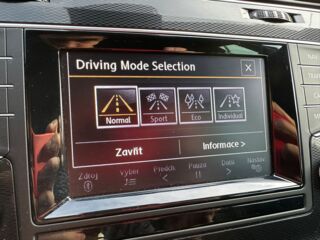 Driving Mode Selection
Normal Sport Eco Individual
Zavřít Informace >
Zdroj Výběr Předch. Pauza Další Nastav.